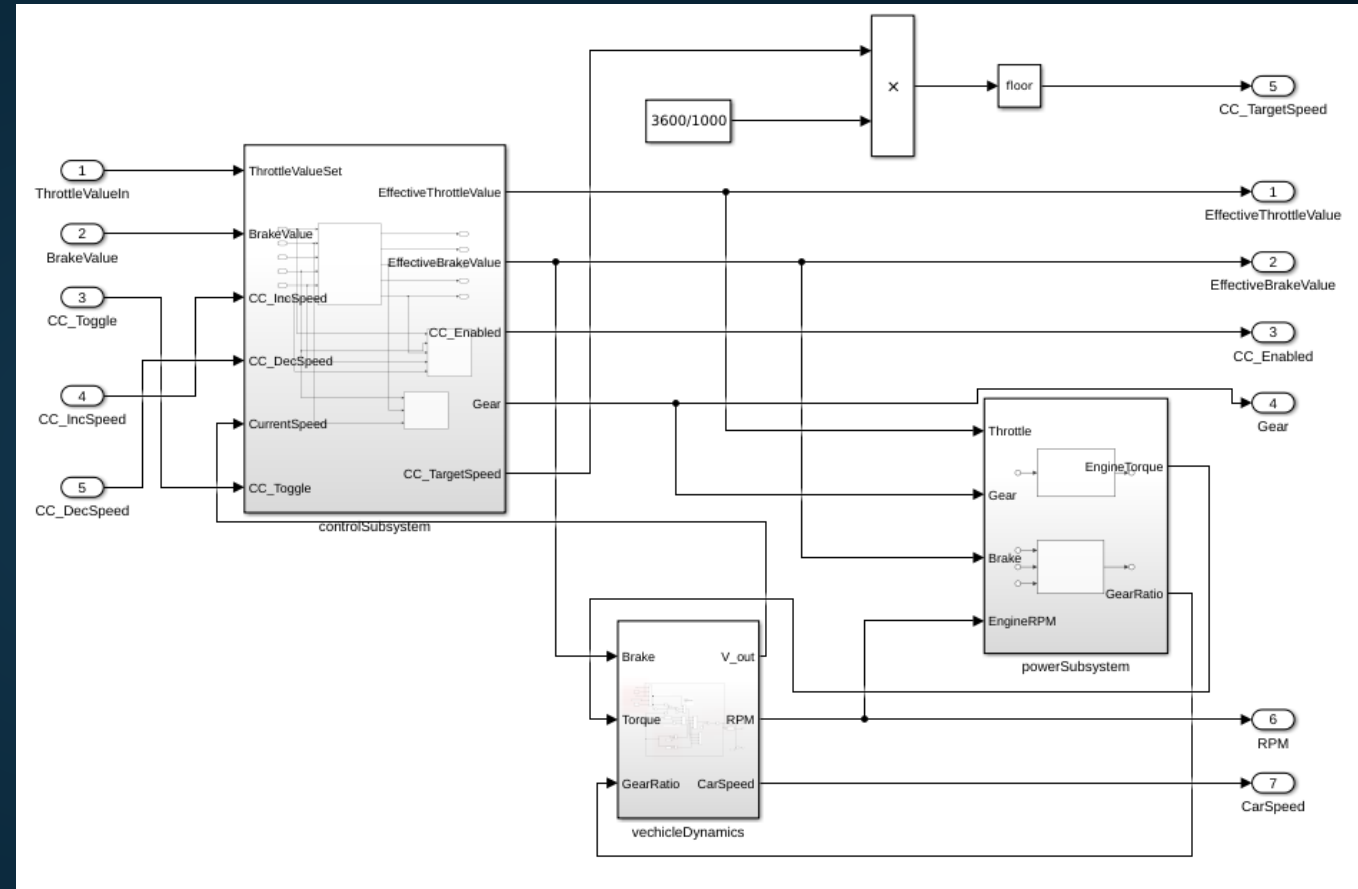 ×
floor
5
CC_TargetSpeed
3600/1000
1
ThrottleValueIn
2
BrakeValue
3
CC_Toggle
4
CC_IncSpeed
5
CC_DecSpeed
ThrottleValueSet
BrakeValue
CC_IncSpeed
CC_DecSpeed
CurrentSpeed
CC_Toggle
EffectiveThrottleValue
EffectiveBrakeValue
CC_Enabled
Gear
CC_TargetSpeed
controlSubsystem
1
EffectiveThrottleValue
2
EffectiveBrakeValue
3
CC_Enabled
4
Gear
Throttle
Gear
Brake
EngineRPM
EngineTorque
GearRatio
powerSubsystem
Brake
Torque
GearRatio
V_out
RPM
CarSpeed
vechicleDynamics
6
RPM
7
CarSpeed